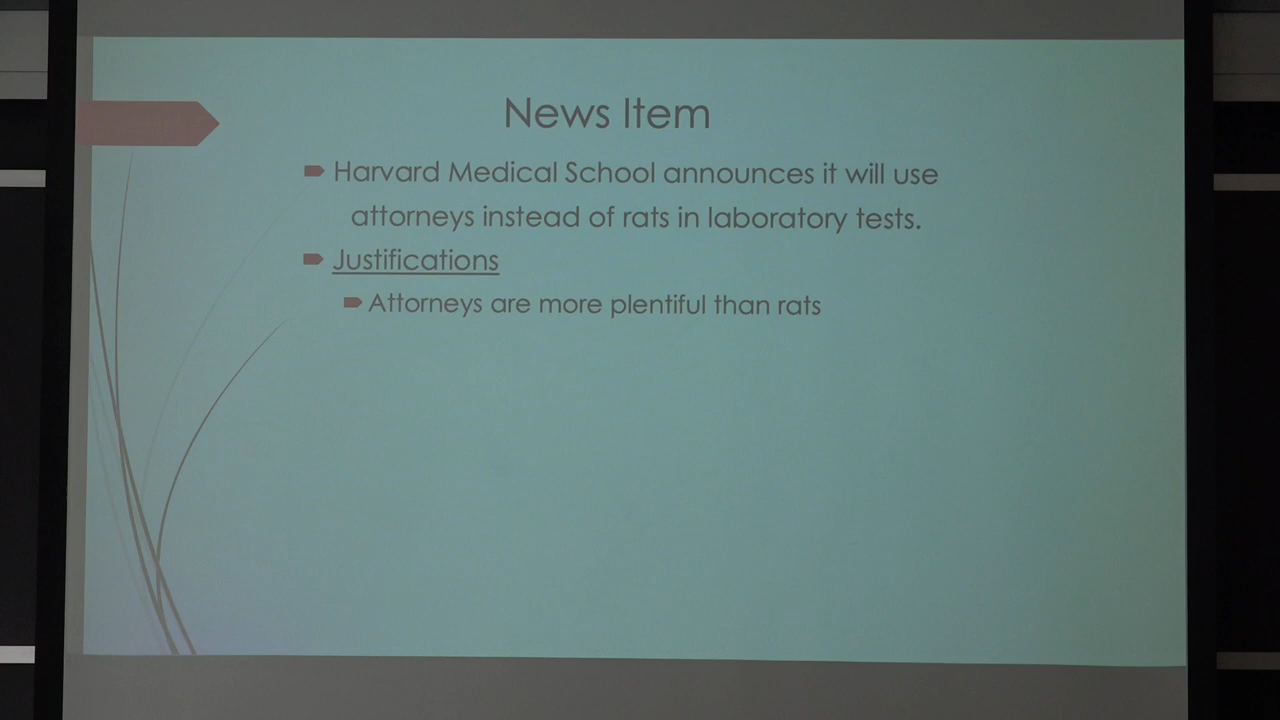 News Item
Harvard Medical School announces it will use
attorneys instead of rats in laboratory tests.
Justifications
Attorneys are more plentiful than rats